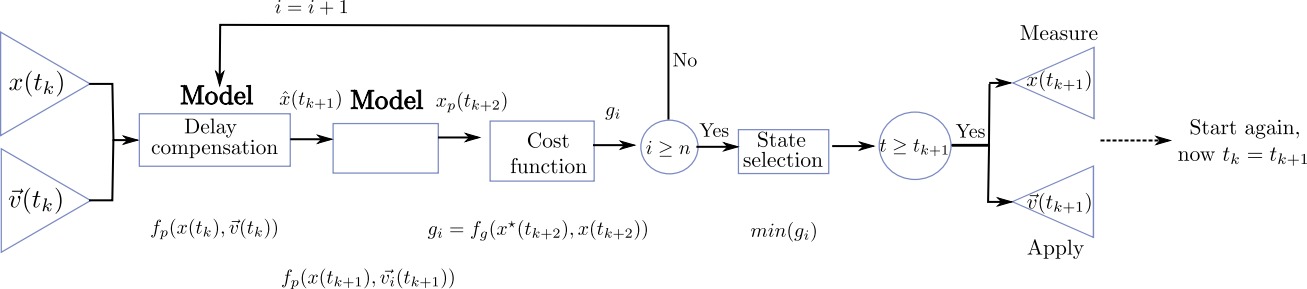 i = i + 1
Measure
No
x(t_k)
Model
x̂(t_{k+1})
Model
x_p(t_{k+2})
g_i
x(t_{k+1})
Delay
compensation
Cost
function
i ≥ n
Yes
State
selection
t ≥ t_{k+1}
Yes
Start again,
now t_k = t_{k+1}
v⃗(t_k)
v⃗(t_{k+1})
f_p(x(t_k), v⃗(t_k))
g_i = f_g(x⋆(t_{k+2}), x(t_{k+2}))
min(g_i)
Apply
f_p(x(t_{k+1}), v⃗_i(t_{k+1}))